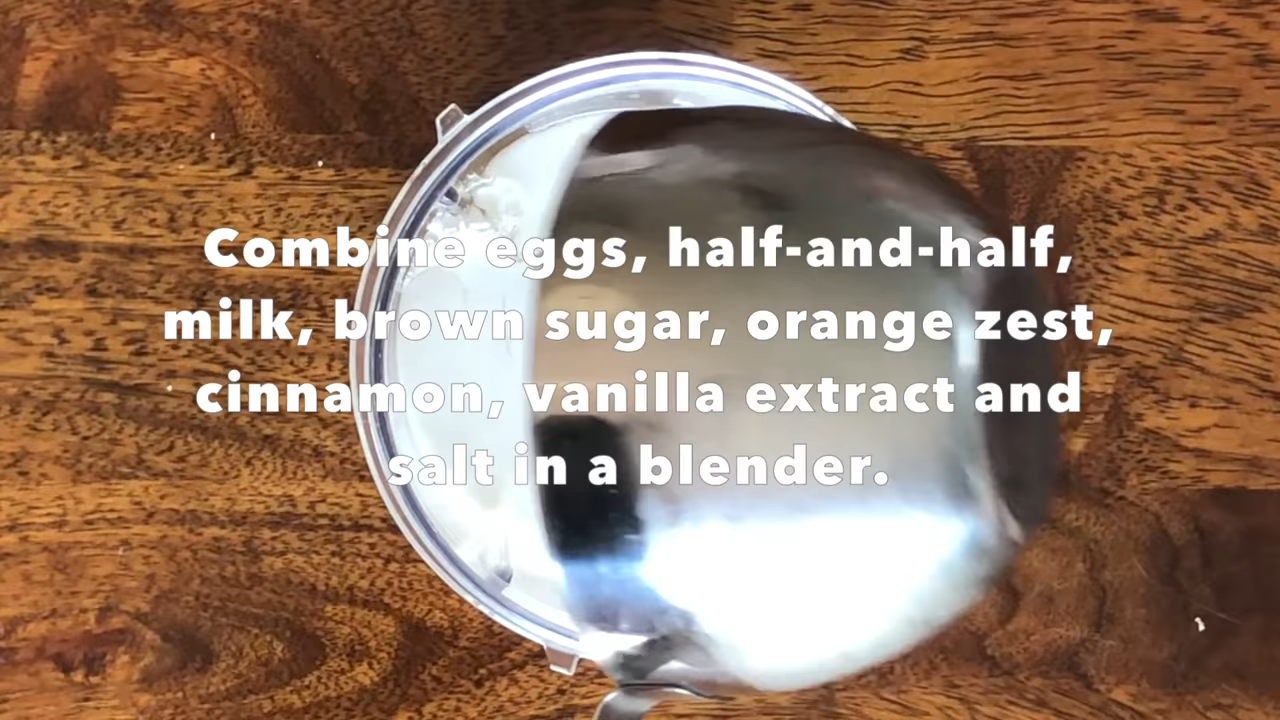 Combine eggs, half-and-half,
milk, brown sugar, orange zest,
cinnamon, vanilla extract and
salt in a blender.